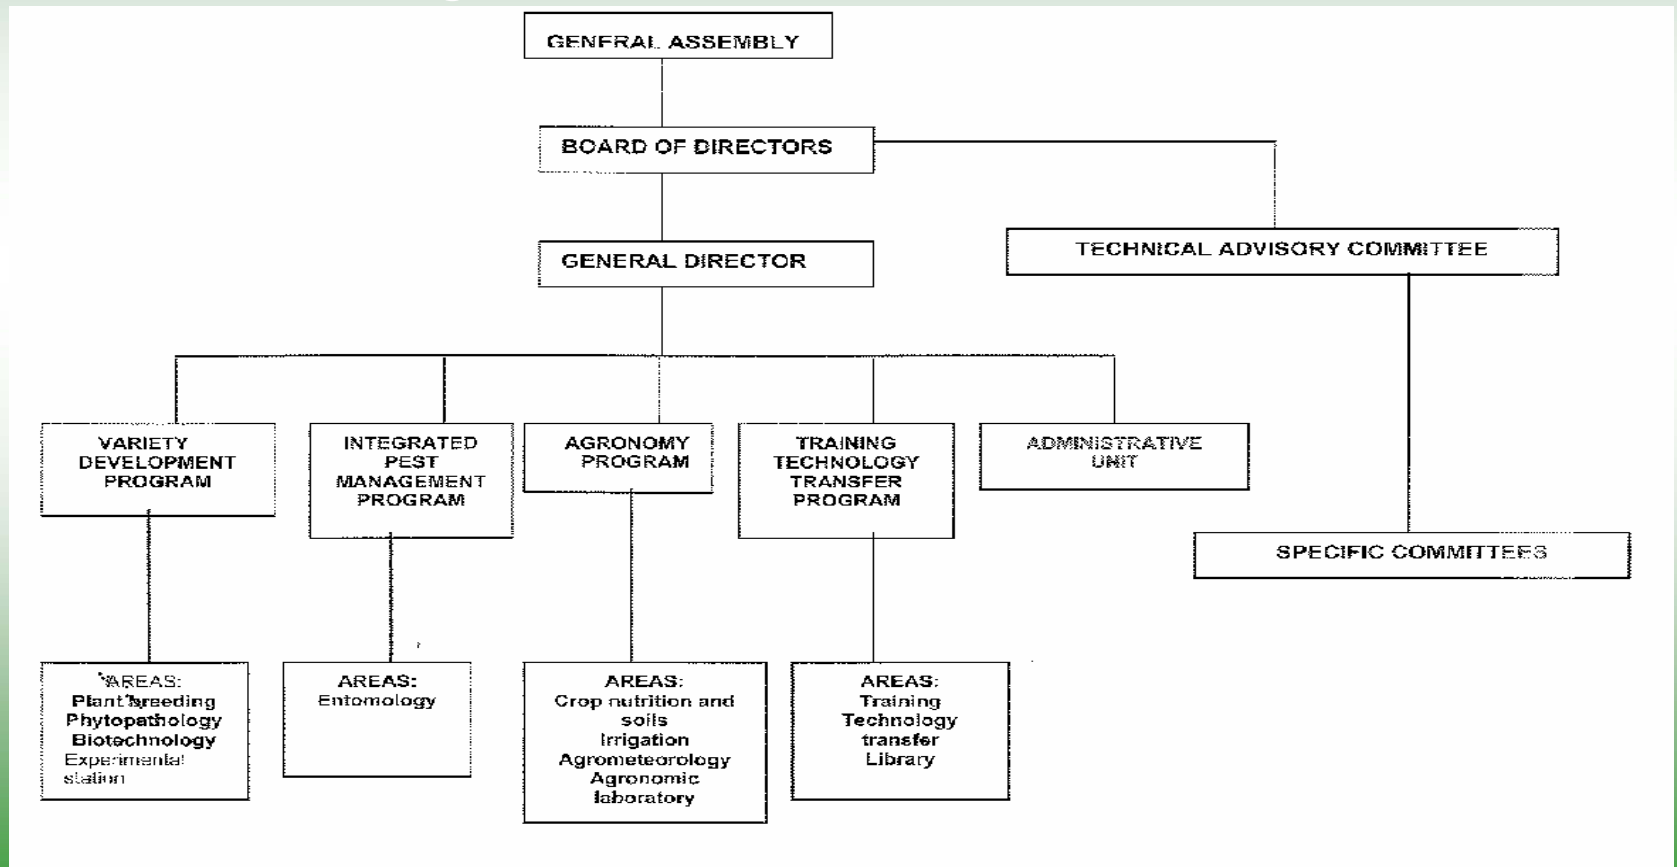 GENERAL ASSEMBLY
BOARD OF DIRECTORS
GENERAL DIRECTOR
TECHNICAL ADVISORY COMMITTEE
VARIETY
DEVELOPMENT
PROGRAM
INTEGRATED
PEST
MANAGEMENT
PROGRAM
AGRONOMY
PROGRAM
TRAINING
TECHNOLOGY
TRANSFER
PROGRAM
ADMINISTRATIVE
UNIT
SPECIFIC COMMITTEES
AREAS:
Plant breeding
Phytopathology
Biotechnology
Experimental
station
AREAS:
Entomology
AREAS:
Crop nutrition and
soils
Irrigation
Agrometeorology
Agronomic
laboratory
AREAS:
Training
Technology
transfer
Library